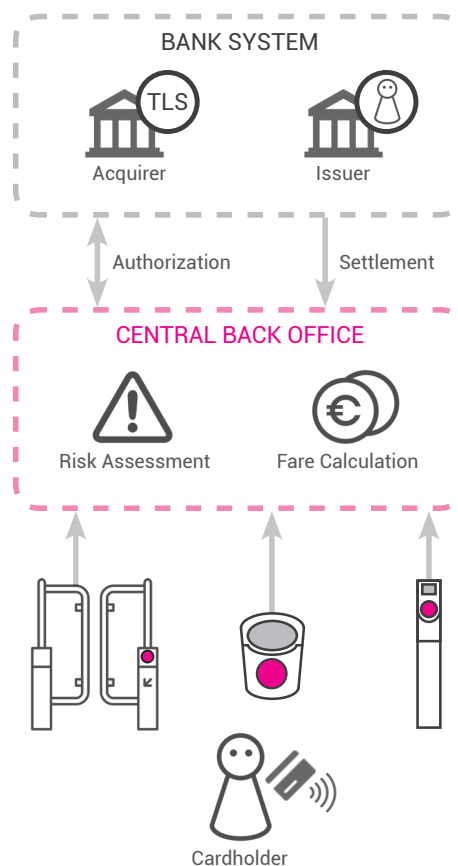 BANK SYSTEM
TLS
Acquirer
Issuer
Authorization
Settlement
CENTRAL BACK OFFICE
€
Risk Assessment
Fare Calculation
Cardholder